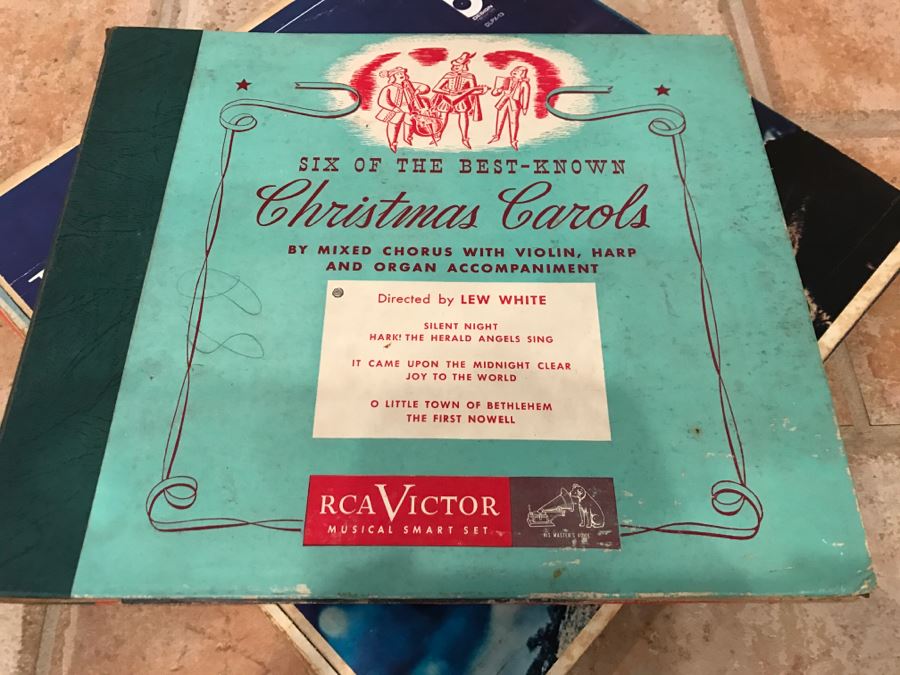 SIX OF THE BEST-KNOWN
Christmas Carols
BY MIXED CHORUS WITH VIOLIN, HARP
AND ORGAN ACCOMPANIMENT
Directed by LEW WHITE
SILENT NIGHT
HARK! THE HERALD ANGELS SING
IT CAME UPON THE MIDNIGHT CLEAR
JOY TO THE WORLD
O LITTLE TOWN OF BETHLEHEM
THE FIRST NOWELL
RCA VICTOR
MUSICAL SMART SET
HIS MASTER'S VOICE